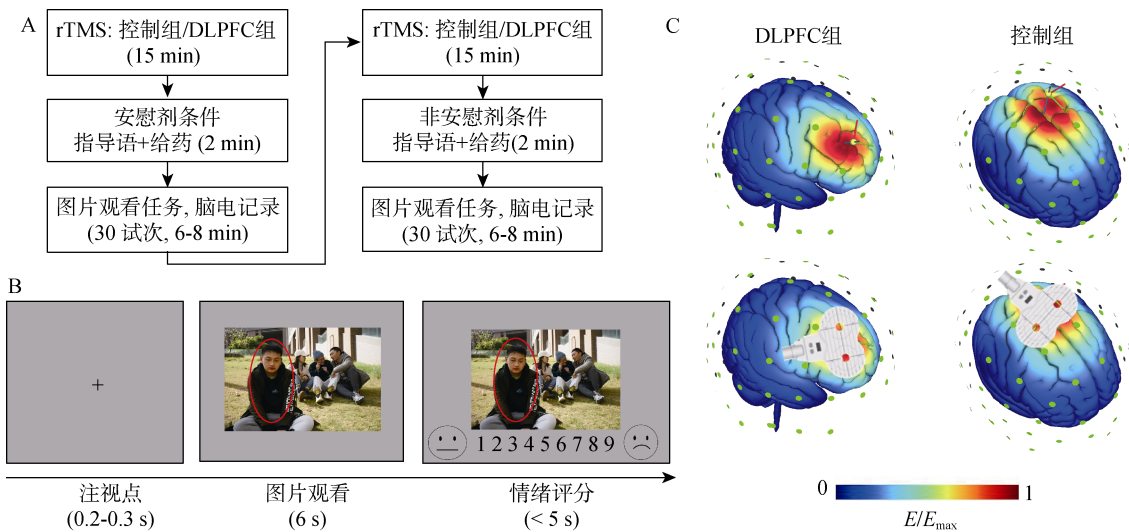 A
rTMS: 控制组/DLPFC组
(15 min)
安慰剂条件
指导语+给药 (2 min)
图片观看任务, 脑电记录
(30 试次, 6-8 min)
rTMS: 控制组/DLPFC组
(15 min)
非安慰剂条件
指导语+给药(2 min)
图片观看任务, 脑电记录
(30 试次, 6-8 min)
B
1 2 3 4 5 6 7 8 9
注视点
(0.2-0.3 s)
图片观看
(6 s)
情绪评分
(< 5 s)
C
DLPFC组
控制组
0
1
E/Emax